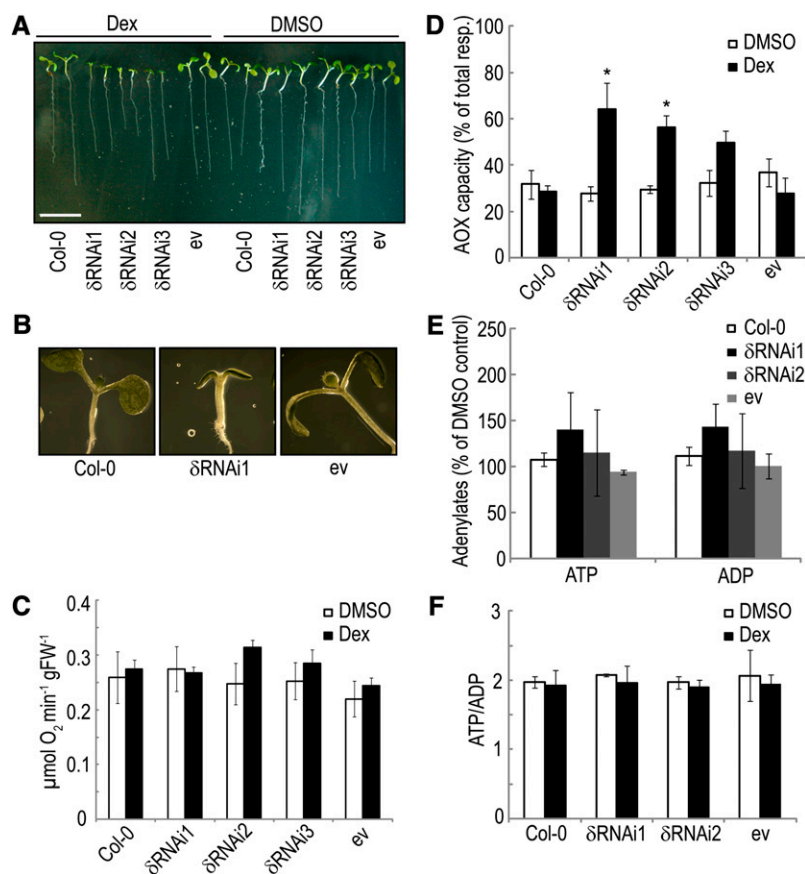 A
Dex
DMSO
Col-0
δRNAi1
δRNAi2
δRNAi3
ev
Col-0
δRNAi1
δRNAi2
δRNAi3
ev
B
Col-0
δRNAi1
ev
C
µmol O₂ min⁻¹ gFW⁻¹
0.4
0.3
0.2
0.1
0
DMSO
Dex
Col-0
δRNAi1
δRNAi2
δRNAi3
ev
D
AOX capacity (% of total resp.)
100
80
60
40
20
0
DMSO
Dex
*
*
Col-0
δRNAi1
δRNAi2
δRNAi3
ev
E
Adenylates (% of DMSO control)
250
200
150
100
50
0
Col-0
δRNAi1
δRNAi2
ev
ATP
ADP
F
ATP/ADP
3
2
1
0
DMSO
Dex
Col-0
δRNAi1
δRNAi2
ev